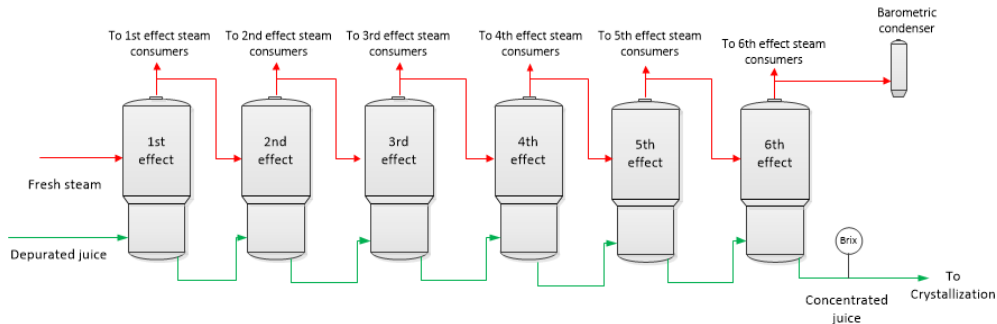 To 1st effect steam
consumers
To 2nd effect steam
consumers
To 3rd effect steam
consumers
To 4th effect steam
consumers
To 5th effect steam
consumers
To 6th effect steam
consumers
Barometric
condenser
1st
effect
2nd
effect
3rd
effect
4th
effect
5th
effect
6th
effect
Fresh steam
Depurated juice
Brix
Concentrated
juice
To
Crystallization